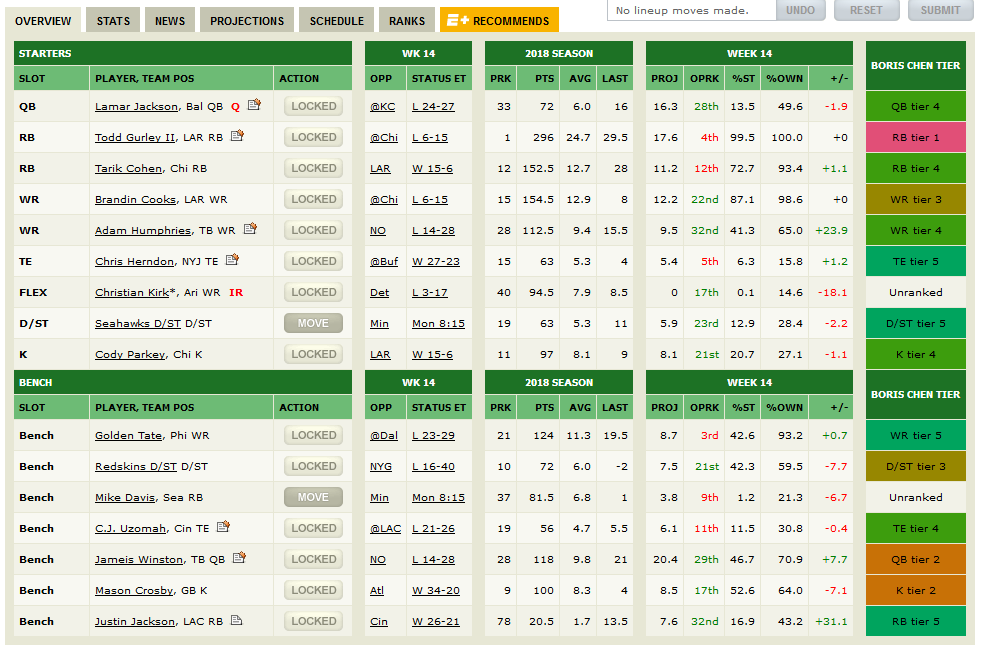 OVERVIEW STATS NEWS PROJECTIONS SCHEDULE RANKS E+ RECOMMENDS No lineup moves made. UNDO RESET SUBMIT
STARTERS WK 14 2018 SEASON WEEK 14 BORIS CHEN TIER
SLOT PLAYER, TEAM POS ACTION OPP STATUS ET PRK PTS AVG LAST PROJ OPRK %ST %OWN +/-
QB Lamar Jackson, Bal QB Q LOCKED @KC L 24-27 33 72 6.0 16 16.3 28th 13.5 49.6 -1.9 QB tier 4
RB Todd Gurley II, LAR RB LOCKED @Chi L 6-15 1 296 24.7 29.5 17.6 4th 99.5 100.0 +0 RB tier 1
RB Tarik Cohen, Chi RB LOCKED LAR W 15-6 12 152.5 12.7 28 11.2 12th 72.7 93.4 +1.1 RB tier 4
WR Brandin Cooks, LAR WR LOCKED @Chi L 6-15 15 154.5 12.9 8 12.2 22nd 87.1 98.6 +0 WR tier 3
WR Adam Humphries, TB WR LOCKED NO L 14-28 28 112.5 9.4 15.5 9.5 32nd 41.3 65.0 +23.9 WR tier 4
TE Chris Herndon, NYJ TE LOCKED @Buf W 27-23 15 63 5.3 4 5.4 5th 6.3 15.8 +1.2 TE tier 5
FLEX Christian Kirk*, Ari WR IR LOCKED Det L 3-17 40 94.5 7.9 8.5 0 17th 0.1 14.6 -18.1 Unranked
D/ST Seahawks D/ST D/ST MOVE Min Mon 8:15 19 63 5.3 11 5.9 23rd 12.9 28.4 -2.2 D/ST tier 5
K Cody Parkey, Chi K LOCKED LAR W 15-6 11 97 8.1 9 8.1 21st 20.7 27.1 -1.1 K tier 4
BENCH WK 14 2018 SEASON WEEK 14 BORIS CHEN TIER
SLOT PLAYER, TEAM POS ACTION OPP STATUS ET PRK PTS AVG LAST PROJ OPRK %ST %OWN +/-
Bench Golden Tate, Phi WR LOCKED @Dal L 23-29 21 124 11.3 19.5 8.7 3rd 42.6 93.2 +0.7 WR tier 5
Bench Redskins D/ST D/ST LOCKED NYG L 16-40 10 72 6.0 -2 7.5 21st 42.3 59.5 -7.7 D/ST tier 3
Bench Mike Davis, Sea RB MOVE Min Mon 8:15 37 81.5 6.8 1 3.8 9th 1.2 21.3 -6.7 Unranked
Bench C.J. Uzomah, Cin TE LOCKED @LAC L 21-26 19 56 4.7 5.5 6.1 11th 11.5 30.8 -0.4 TE tier 4
Bench Jameis Winston, TB QB LOCKED NO L 14-28 28 118 9.8 21 20.4 29th 46.7 70.9 +7.7 QB tier 2
Bench Mason Crosby, GB K LOCKED Atl W 34-20 9 100 8.3 4 8.5 17th 52.6 64.0 -7.1 K tier 2
Bench Justin Jackson, LAC RB LOCKED Cin W 26-21 78 20.5 1.7 13.5 7.6 32nd 16.9 43.2 +31.1 RB tier 5